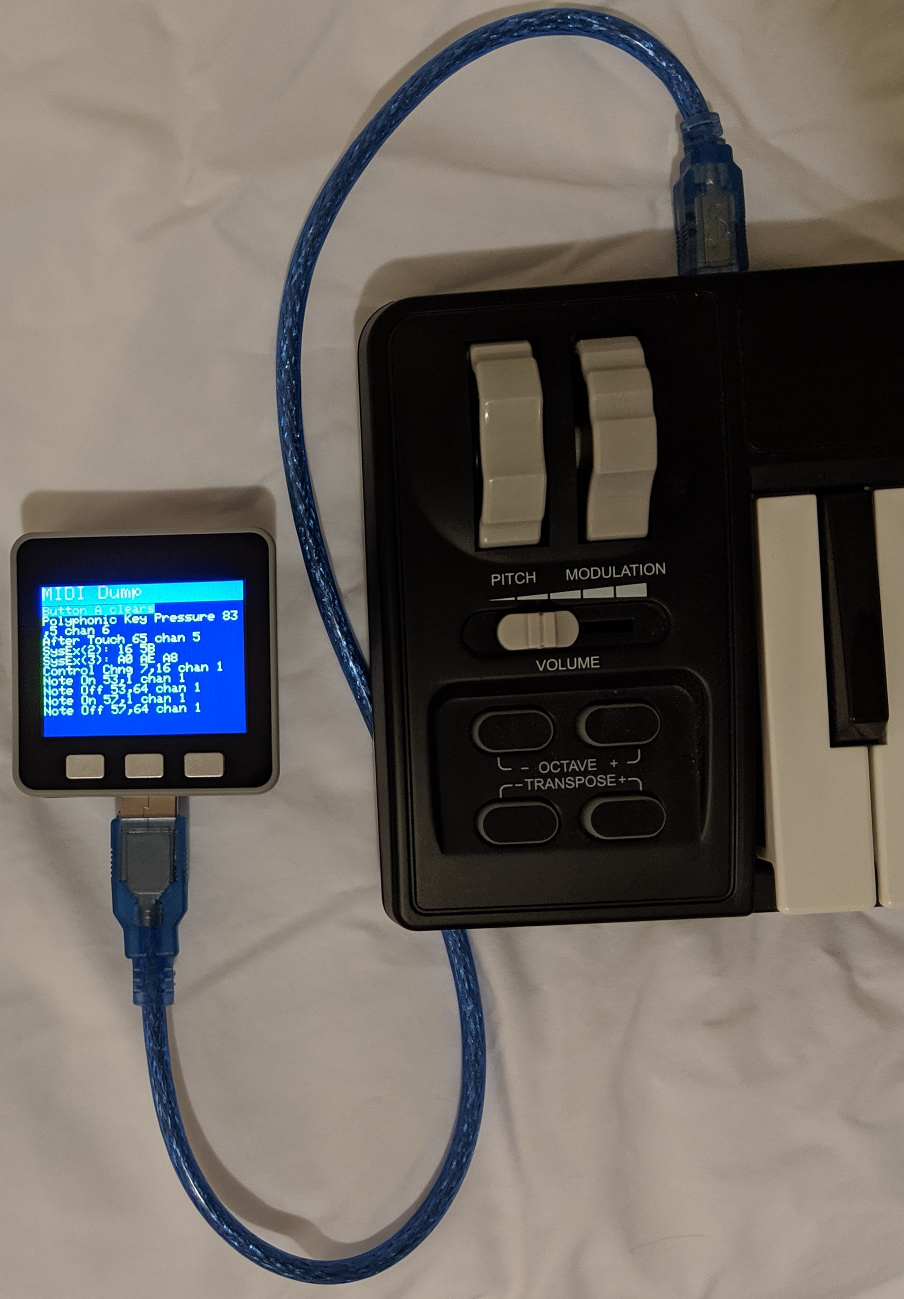 MIDI Dump
Button A clears
Polyphonic Key Pressure 83
,5 chan 6
After Touch 65 chan 5
SysEx(2): 16 5B
SysEx(3): A0 AE A8
Control Chng 7,16 chan 1
Note On 53,1 chan 1
Note Off 53,64 chan 1
Note On 57,1 chan 1
Note Off 57,64 chan 1
PITCH MODULATION
VOLUME
- OCTAVE +
-TRANSPOSE+